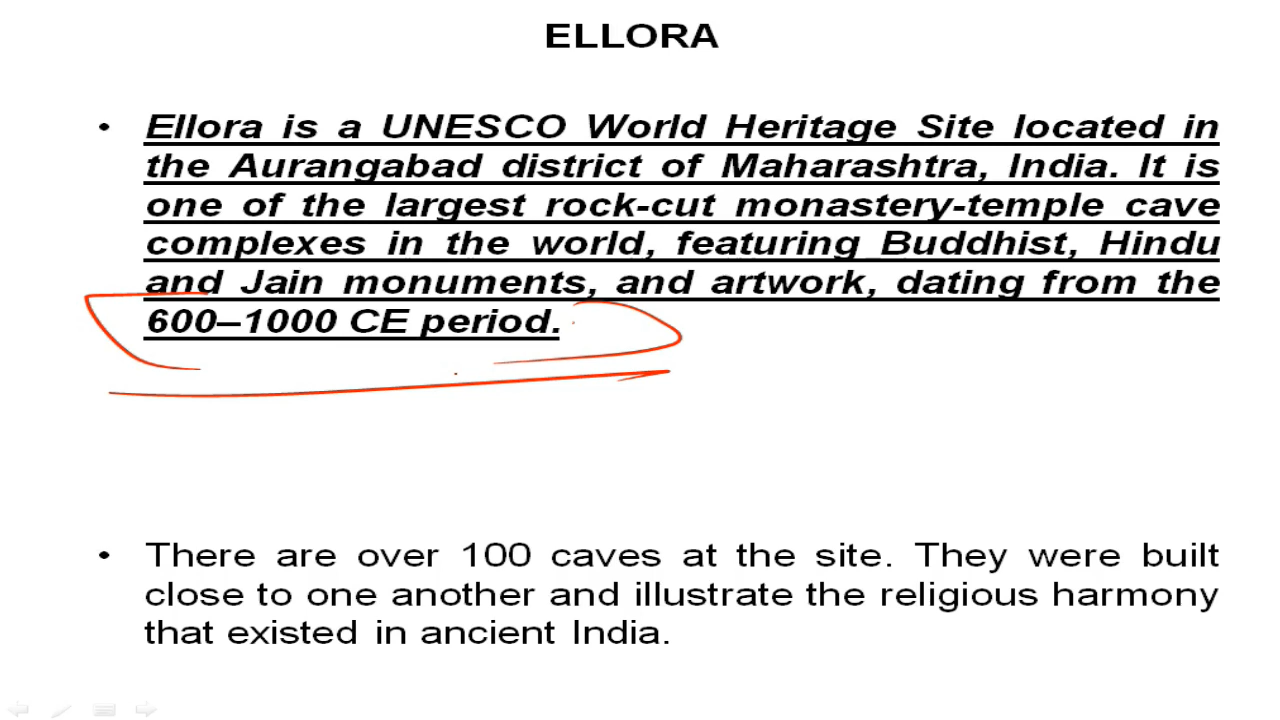 ELLORA
• Ellora is a UNESCO World Heritage Site located in
the Aurangabad district of Maharashtra, India. It is
one of the largest rock-cut monastery-temple cave
complexes in the world, featuring Buddhist, Hindu
and Jain monuments, and artwork, dating from the
600–1000 CE period.
• There are over 100 caves at the site. They were built
close to one another and illustrate the religious harmony
that existed in ancient India.